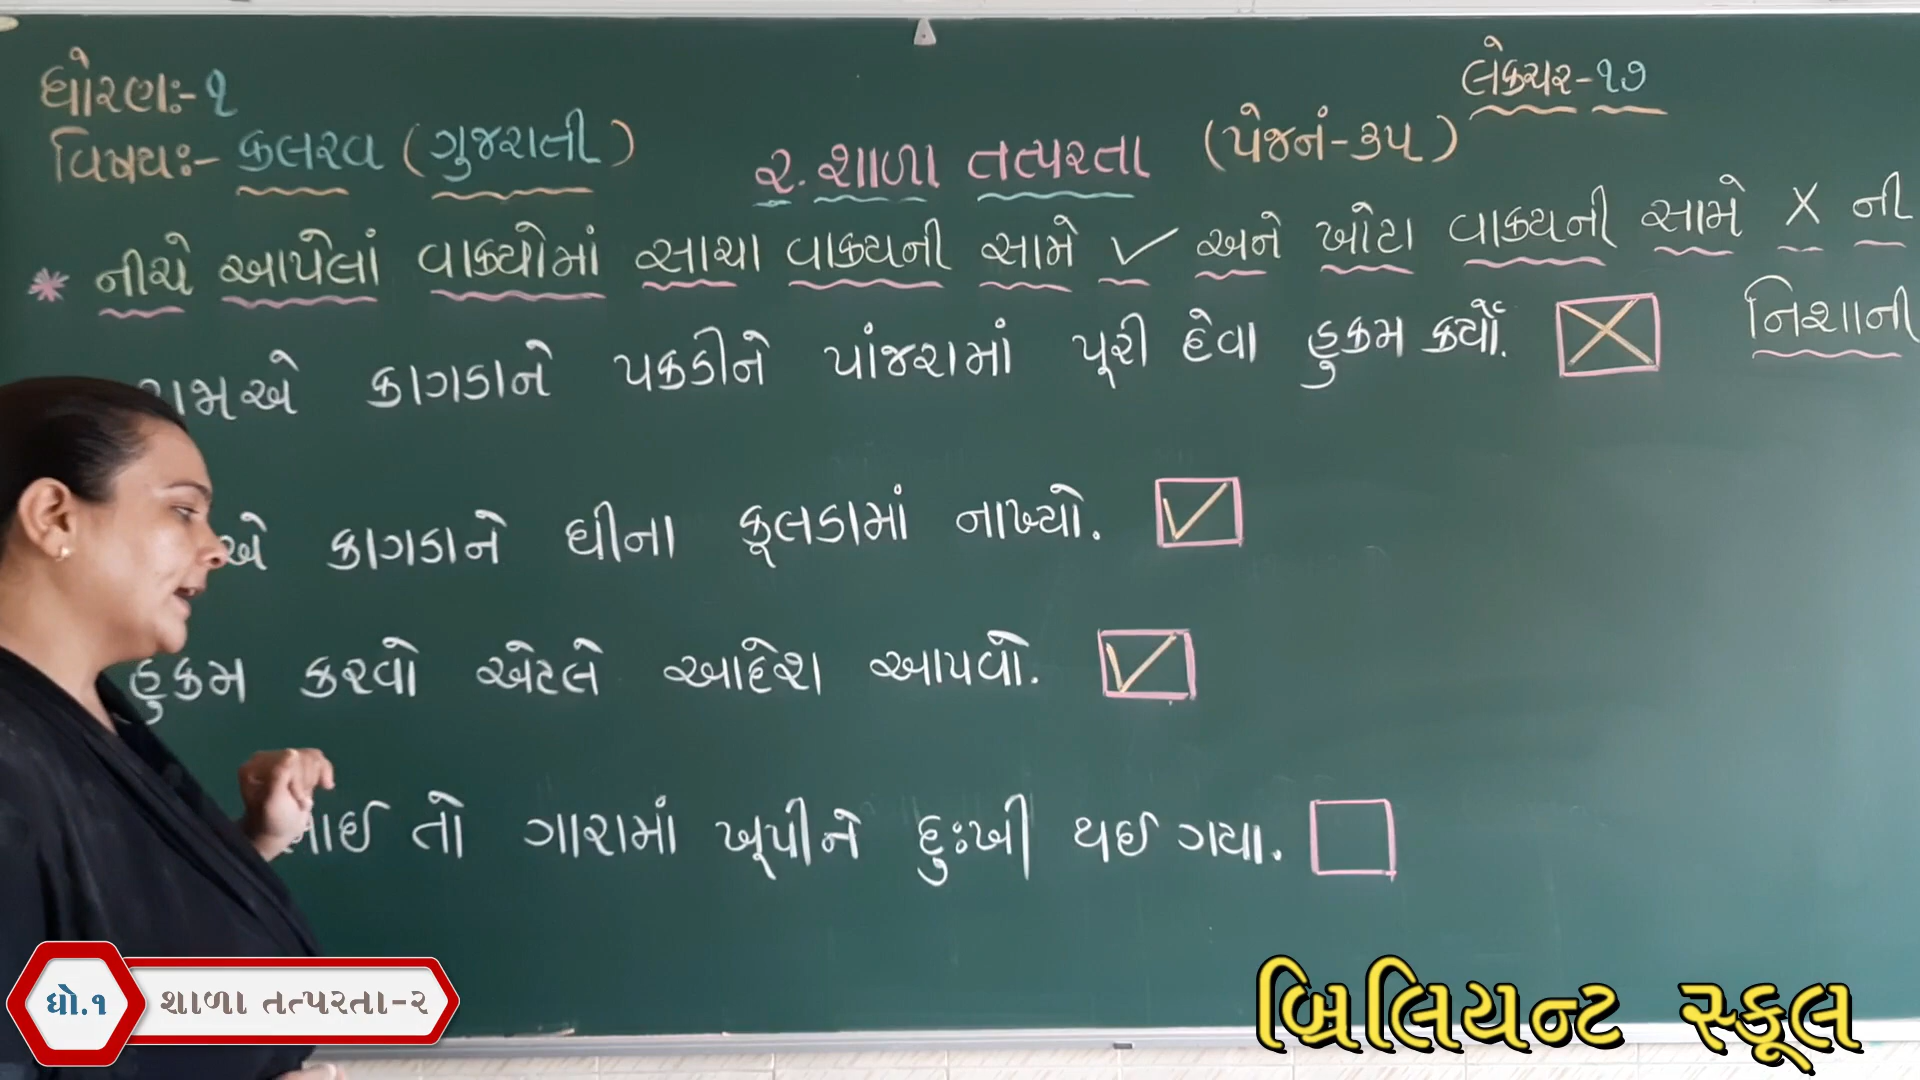 ધોરણઃ-૧
લેક્ચર-૧૭
વિષયઃ- કલરવ (ગુજરાતી)
૨. શાળા તત્પરતા (પેજનં-૩૫)
* નીચે આપેલાં વાક્યોમાં સાચા વાક્યની સામે ✓ અને ખોટા વાક્યની સામે X ની
નિશાની
કાગડાને પકડીને પાંજરામાં પૂરી દેવા હુકમ કર્યો. X
કાગડાને ઘીના કૂલડામાં નાખ્યો. ✓
હુકમ કરવો એટલે આદેશ આપવો. ✓
તો ગારામાં ખૂપીને દુઃખી થઈ ગયા.
ધો.૧ શાળા તત્પરતા-૨
બ્રિલિયન્ટ સ્કૂલ